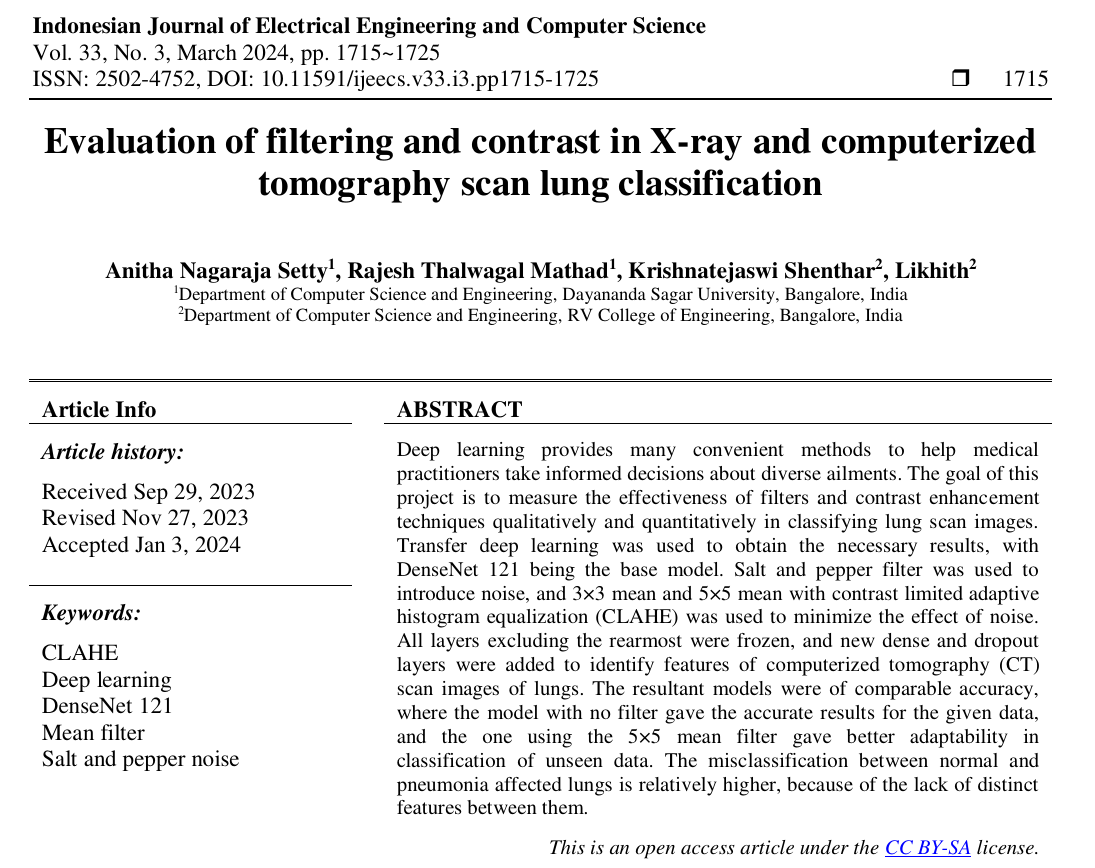 Indonesian Journal of Electrical Engineering and Computer Science
Vol. 33, No. 3, March 2024, pp. 1715~1725
ISSN: 2502-4752, DOI: 10.11591/ijeecs.v33.i3.pp1715-1725 ❒ 1715
Evaluation of filtering and contrast in X-ray and computerized
tomography scan lung classification
Anitha Nagaraja Setty1, Rajesh Thalwagal Mathad1, Krishnatejaswi Shenthar2, Likhith2
1Department of Computer Science and Engineering, Dayananda Sagar University, Bangalore, India
2Department of Computer Science and Engineering, RV College of Engineering, Bangalore, India
Article Info
Article history:
Received Sep 29, 2023
Revised Nov 27, 2023
Accepted Jan 3, 2024
Keywords:
CLAHE
Deep learning
DenseNet 121
Mean filter
Salt and pepper noise
ABSTRACT
Deep learning provides many convenient methods to help medical
practitioners take informed decisions about diverse ailments. The goal of this
project is to measure the effectiveness of filters and contrast enhancement
techniques qualitatively and quantitatively in classifying lung scan images.
Transfer deep learning was used to obtain the necessary results, with
DenseNet 121 being the base model. Salt and pepper filter was used to
introduce noise, and 3×3 mean and 5×5 mean with contrast limited adaptive
histogram equalization (CLAHE) was used to minimize the effect of noise.
All layers excluding the rearmost were frozen, and new dense and dropout
layers were added to identify features of computerized tomography (CT)
scan images of lungs. The resultant models were of comparable accuracy,
where the model with no filter gave the accurate results for the given data,
and the one using the 5×5 mean filter gave better adaptability in
classification of unseen data. The misclassification between normal and
pneumonia affected lungs is relatively higher, because of the lack of distinct
features between them.
This is an open access article under the CC BY-SA license.